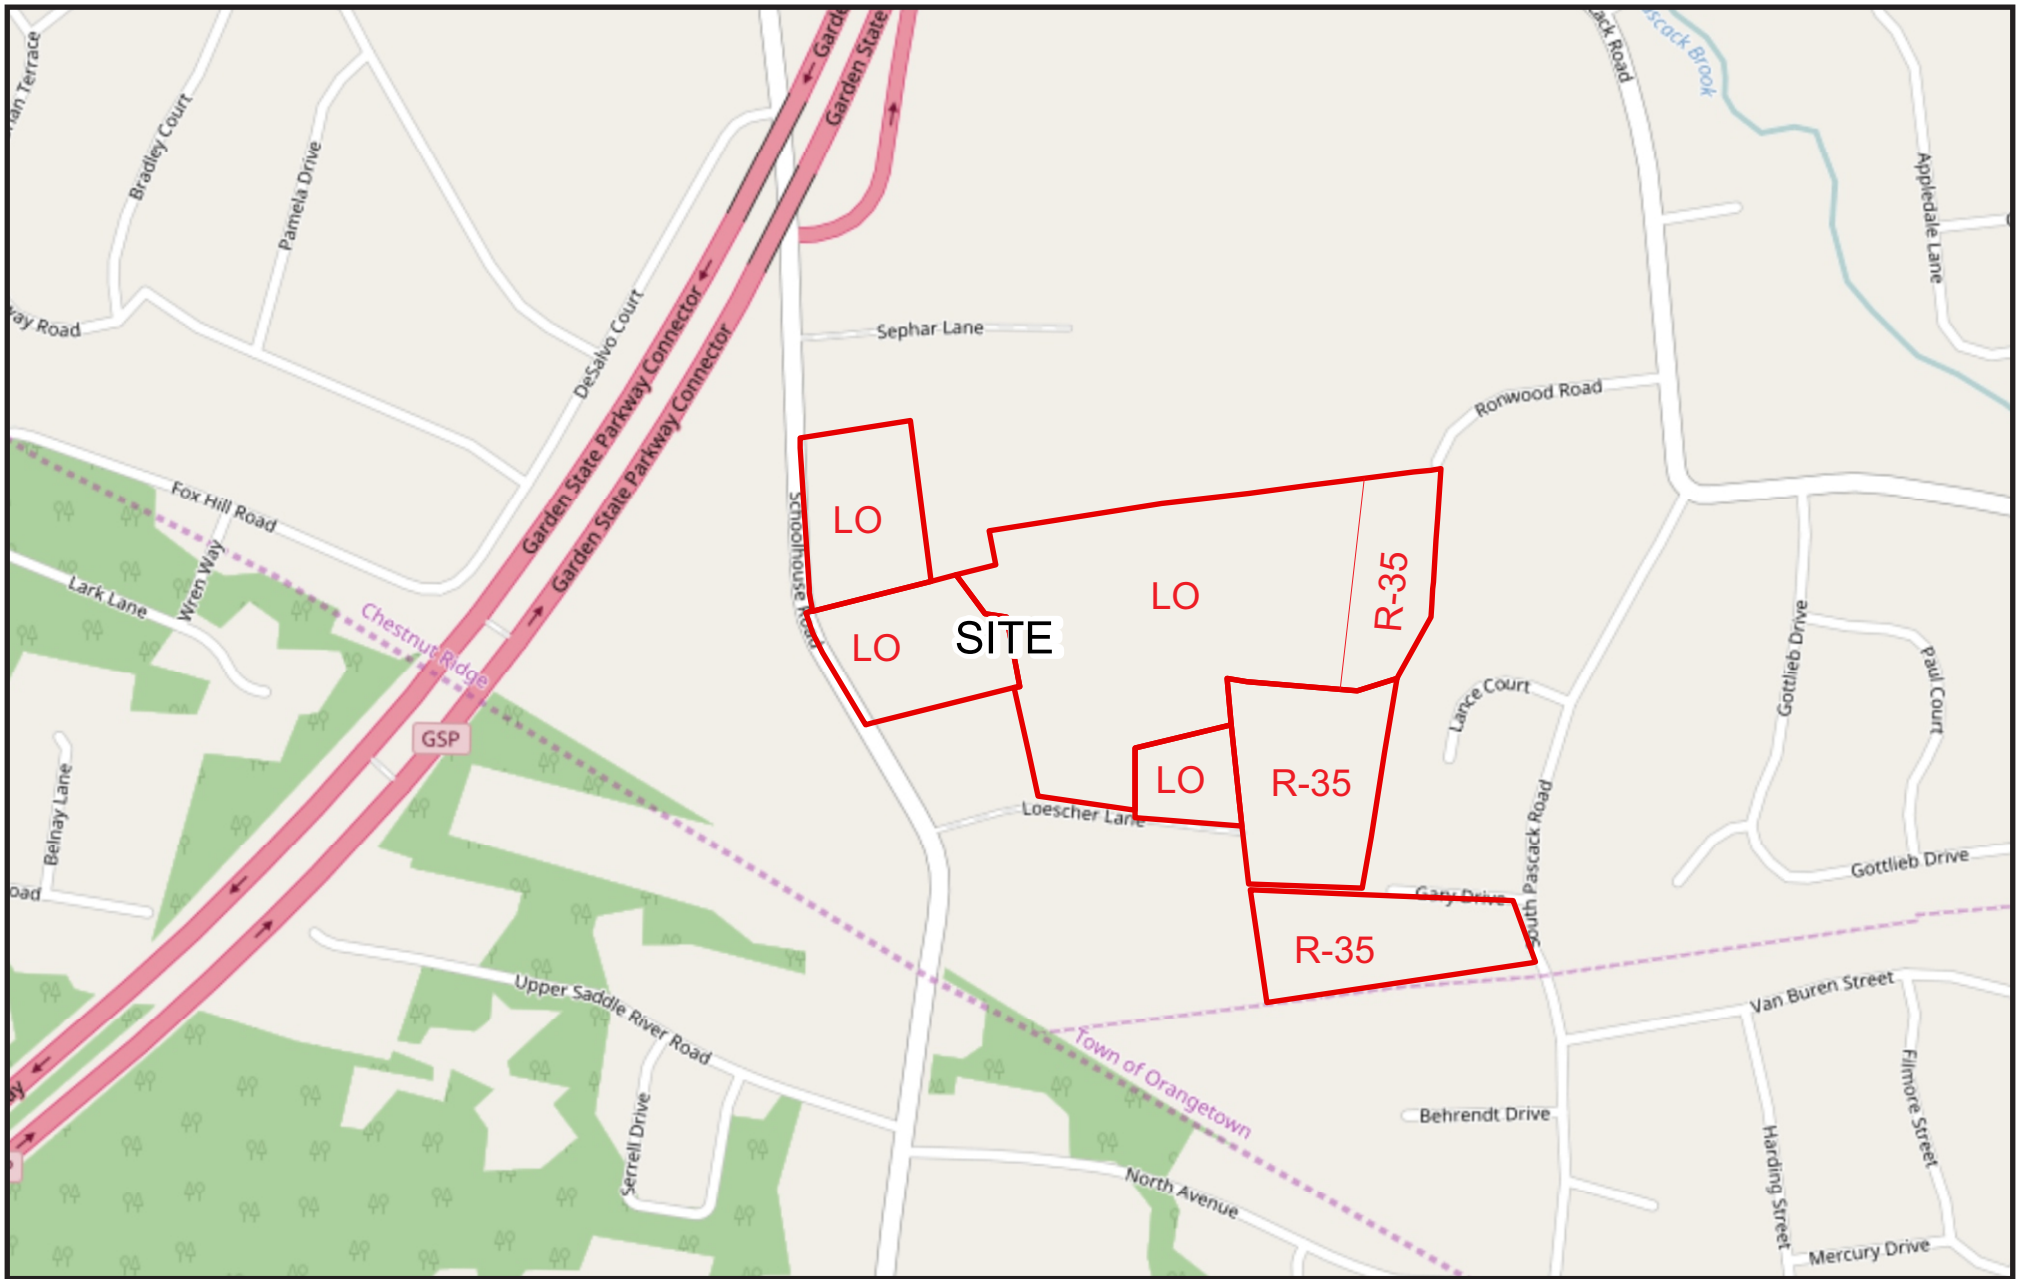 Garden State
Bradley Court
Pamela Drive
DeSalvo Court
Garden State Parkway Connector
Garden State Parkway Connector
Pascack Brook
Appledale Lane
Sephar Lane
Ronwood Road
Fox Hill Road
Wren Way
Lark Lane
Chestnut Ridge
Schoolhouse Road
LO
LO
LO
R-35
SITE
LO
R-35
R-35
Lance Court
Gottlieb Drive
Paul Court
GSP
Belnay Lane
Loescher Lane
Gary Drive
South Pascack Road
Gottlieb Drive
Upper Saddle River Road
Van Buren Street
Town of Orangetown
Serrell Drive
North Avenue
Behrendt Drive
Harding Street
Filmore Street
Mercury Drive